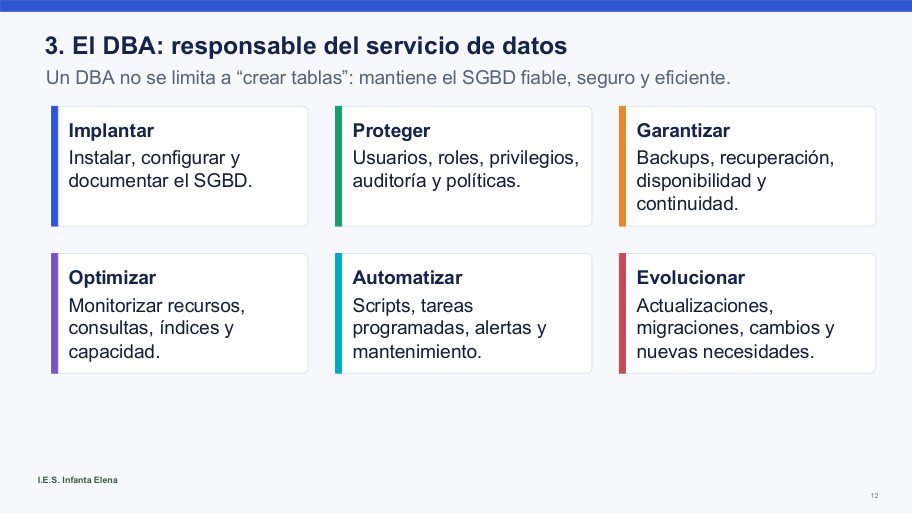 3. El DBA: responsable del servicio de datos
Un DBA no se limita a “crear tablas”: mantiene el SGBD fiable, seguro y eficiente.
Implantar
Instalar, configurar y
documentar el SGBD.
Proteger
Usuarios, roles, privilegios,
auditoría y políticas.
Garantizar
Backups, recuperación,
disponibilidad y
continuidad.
Optimizar
Monitorizar recursos,
consultas, índices y
capacidad.
Automatizar
Scripts, tareas
programadas, alertas y
mantenimiento.
Evolucionar
Actualizaciones,
migraciones, cambios y
nuevas necesidades.
I.E.S. Infanta Elena
12